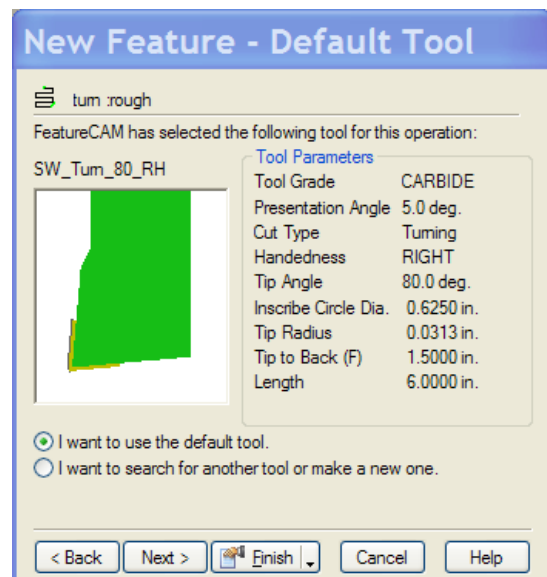 New Feature - Default Tool
turn :rough
FeatureCAM has selected the following tool for this operation:
SW_Turn_80_RH
Tool Parameters
Tool Grade CARBIDE
Presentation Angle 5.0 deg.
Cut Type Turning
Handedness RIGHT
Tip Angle 80.0 deg.
Inscribe Circle Dia. 0.6250 in.
Tip Radius 0.0313 in.
Tip to Back (F) 1.5000 in.
Length 6.0000 in.
I want to use the default tool.
I want to search for another tool or make a new one.
< Back Next > Finish Cancel Help